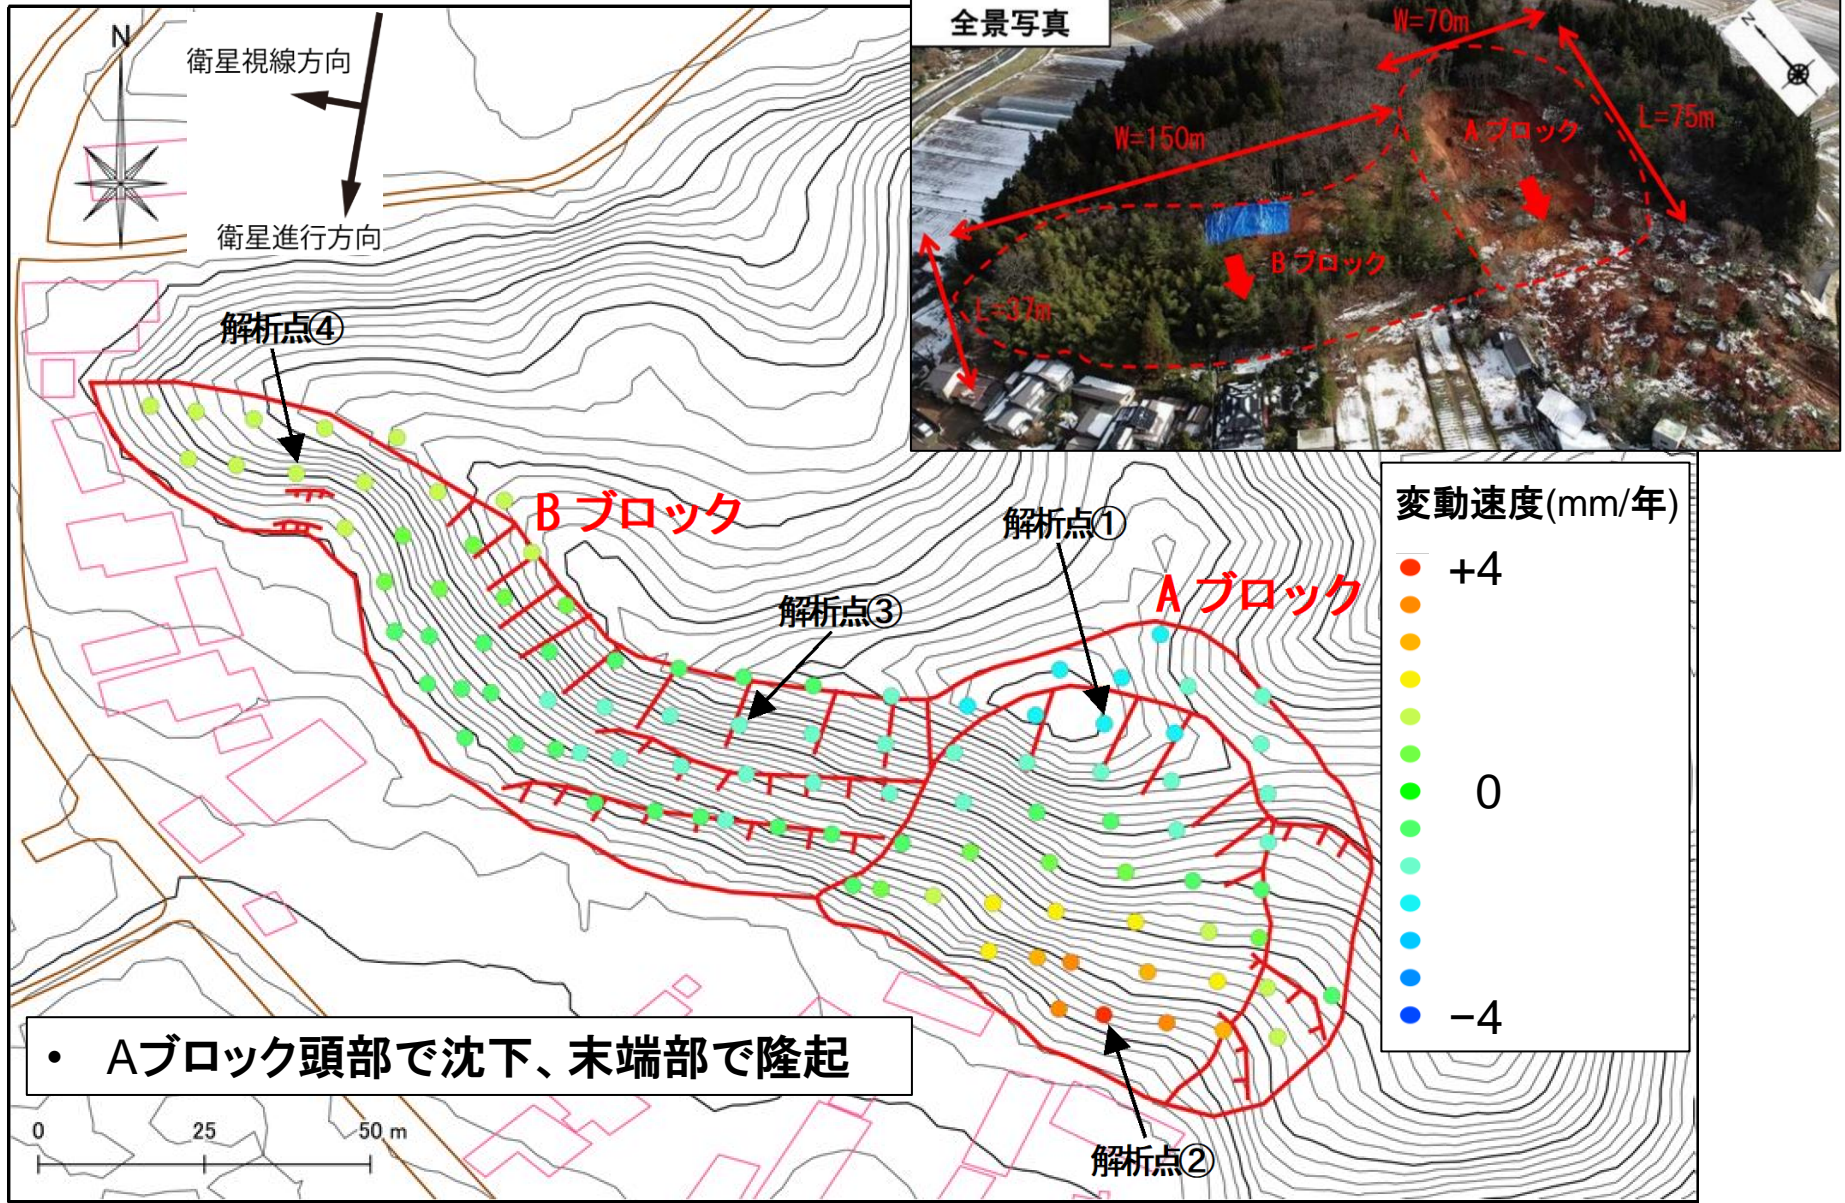 N
衛星視線方向
衛星進行方向
全景写真
W=70m
N
Aブロック
L=75m
W=150m
Bブロック
L=37m
解析点④
Bブロック
解析点①
解析点③
Aブロック
変動速度(mm/年)
+4
0
−4
• Aブロック頭部で沈下、末端部で隆起
0 25 50 m
解析点②